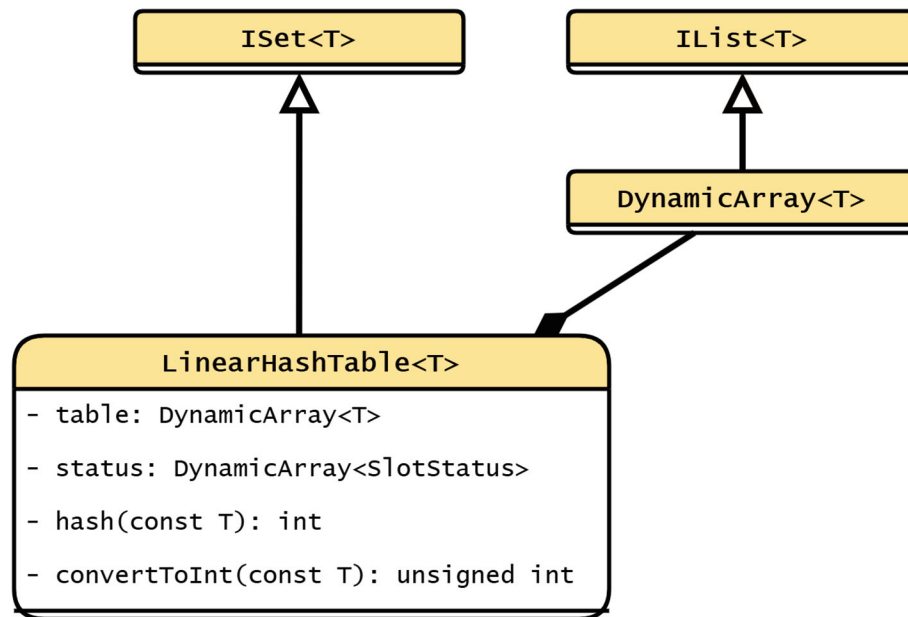 ISet<T>
IList<T>
DynamicArray<T>
LinearHashTable<T>
- table: DynamicArray<T>
- status: DynamicArray<SlotStatus>
- hash(const T): int
- convertToInt(const T): unsigned int